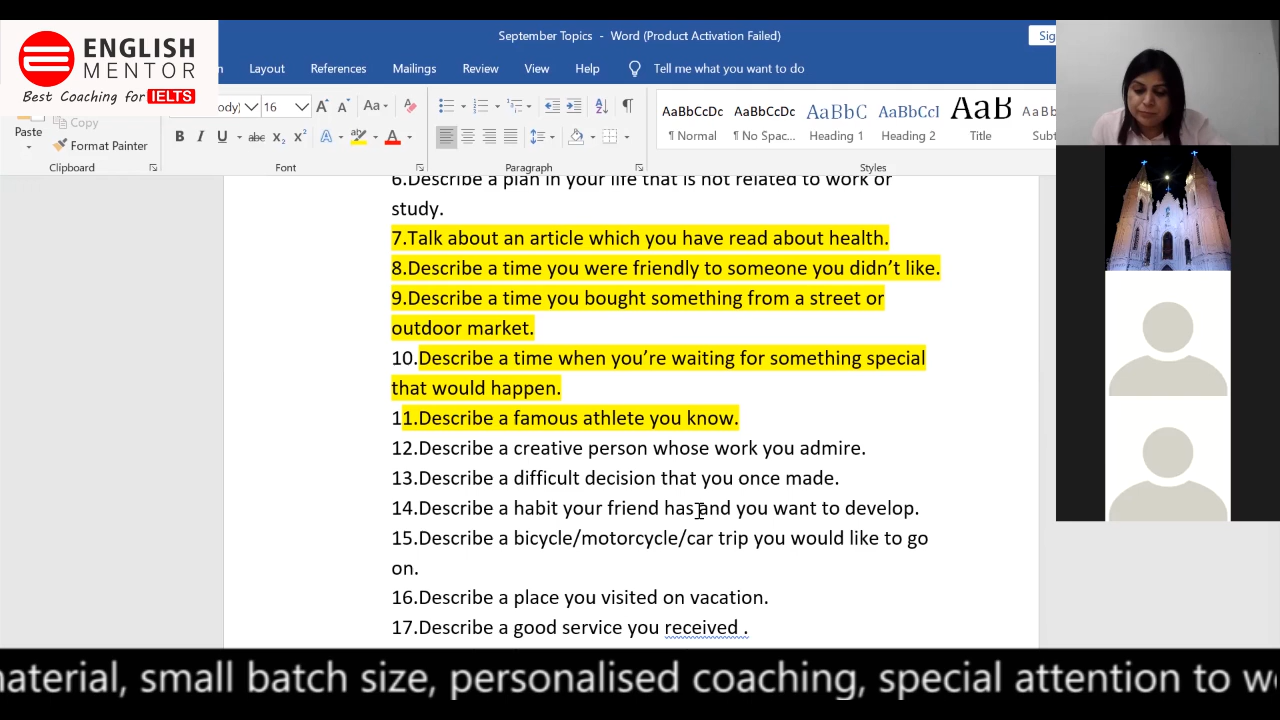 ENGLISH
MENTOR
Best Coaching for IELTS
September Topics - Word (Product Activation Failed)
Layout References Mailings Review View Help Tell me what you want to do
16 Aa
AaBbCcDc AaBbCcDc AaBbC AaBbCcI AaB
Paste Copy
Format Painter
B I U abc X₂ X² A A
¶ Normal ¶ No Spac... Heading 1 Heading 2 Title
Clipboard Font Paragraph Styles
6.Describe a plan in your life that is not related to work or
study.
7.Talk about an article which you have read about health.
8.Describe a time you were friendly to someone you didn’t like.
9.Describe a time you bought something from a street or
outdoor market.
10.Describe a time when you’re waiting for something special
that would happen.
11.Describe a famous athlete you know.
12.Describe a creative person whose work you admire.
13.Describe a difficult decision that you once made.
14.Describe a habit your friend has and you want to develop.
15.Describe a bicycle/motorcycle/car trip you would like to go
on.
16.Describe a place you visited on vacation.
17.Describe a good service you received .
material, small batch size, personalised coaching, special attention to